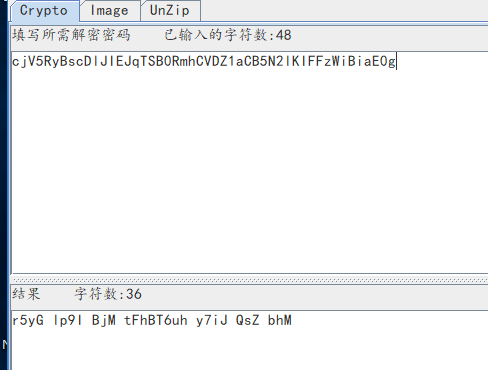 Crypto Image UnZip
填写所需解密密码 已输入的字符数:48
cjV5RyBscDlJIEJqTSB0RmhCVDZ1aCB5N2lKIFFzWiBiaE0g
结果 字符数:36
r5yG lp9I BjM tFhBT6uh y7iJ QsZ bhM